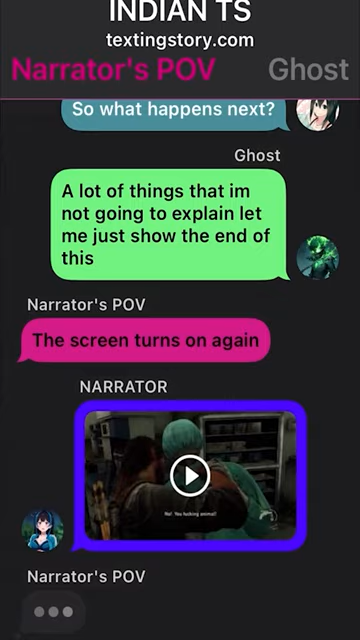 INDIAN TS
textingstory.com
Narrator's POV
Ghost
So what happens next?
Ghost
A lot of things that im
not going to explain let
me just show the end of
this
Narrator's POV
The screen turns on again
NARRATOR
No! You fucking animal!
Narrator's POV